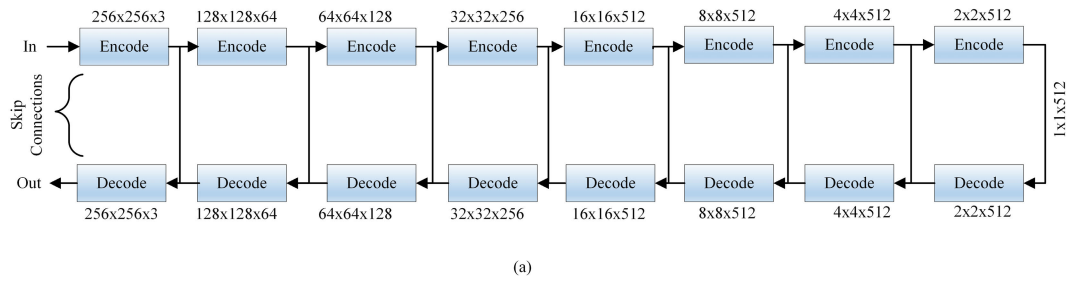 256x256x3 128x128x64 64x64x128 32x32x256 16x16x512 8x8x512 4x4x512 2x2x512
In Encode Encode Encode Encode Encode Encode Encode Encode
Skip
Connections
1x1x512
Out Decode Decode Decode Decode Decode Decode Decode Decode
256x256x3 128x128x64 64x64x128 32x32x256 16x16x512 8x8x512 4x4x512 2x2x512
(a)